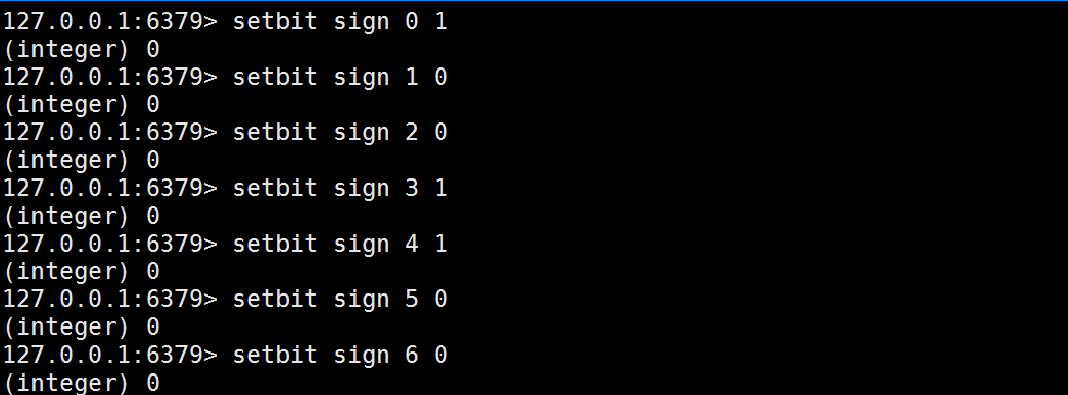 127.0.0.1:6379> setbit sign 0 1
(integer) 0
127.0.0.1:6379> setbit sign 1 0
(integer) 0
127.0.0.1:6379> setbit sign 2 0
(integer) 0
127.0.0.1:6379> setbit sign 3 1
(integer) 0
127.0.0.1:6379> setbit sign 4 1
(integer) 0
127.0.0.1:6379> setbit sign 5 0
(integer) 0
127.0.0.1:6379> setbit sign 6 0
(integer) 0